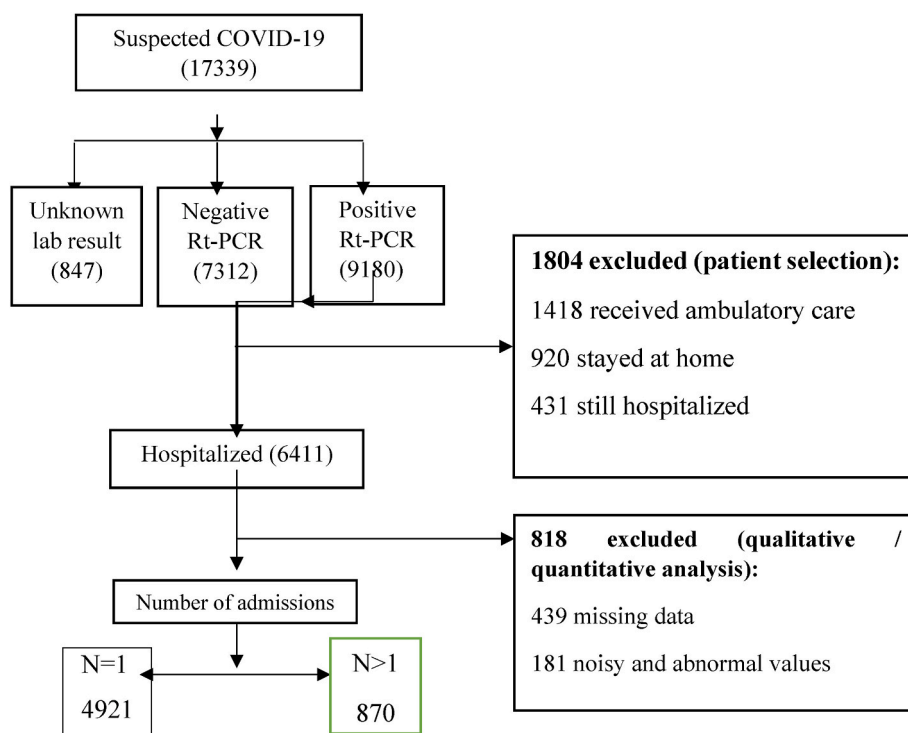 Suspected COVID-19
(17339)
Unknown
lab result
(847)
Negative
Rt-PCR
(7312)
Positive
Rt-PCR
(9180)
1804 excluded (patient selection):
1418 received ambulatory care
920 stayed at home
431 still hospitalized
Hospitalized (6411)
818 excluded (qualitative /
quantitative analysis):
439 missing data
181 noisy and abnormal values
Number of admissions
N=1
4921
N>1
870